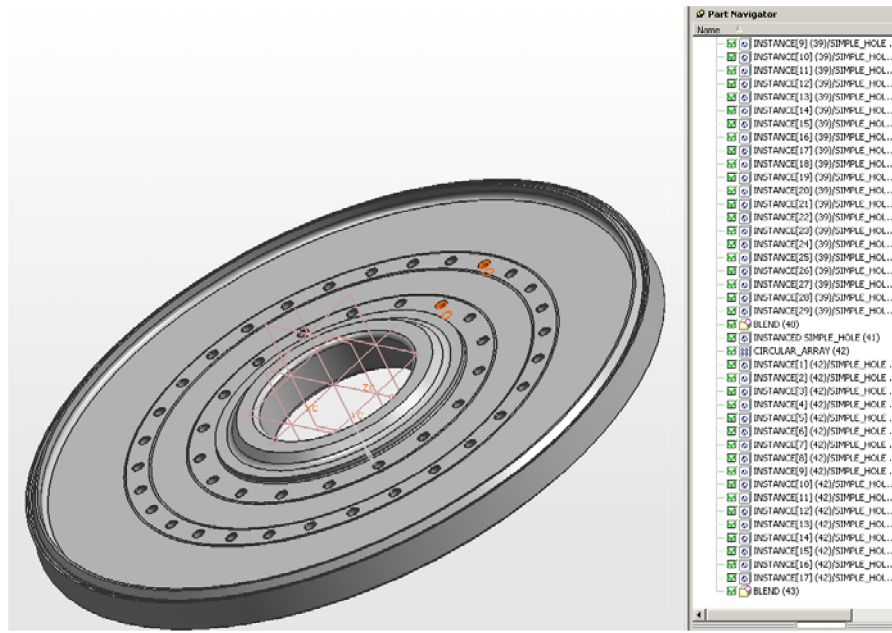 Part Navigator
Name
INSTANCE[9] (39)/SIMPLE_HOLE ...
INSTANCE[10] (39)/SIMPLE_HOL...
INSTANCE[11] (39)/SIMPLE_HOL...
INSTANCE[12] (39)/SIMPLE_HOL...
INSTANCE[13] (39)/SIMPLE_HOL...
INSTANCE[14] (39)/SIMPLE_HOL...
INSTANCE[15] (39)/SIMPLE_HOL...
INSTANCE[16] (39)/SIMPLE_HOL...
INSTANCE[17] (39)/SIMPLE_HOL...
INSTANCE[18] (39)/SIMPLE_HOL...
INSTANCE[19] (39)/SIMPLE_HOL...
INSTANCE[20] (39)/SIMPLE_HOL...
INSTANCE[21] (39)/SIMPLE_HOL...
INSTANCE[22] (39)/SIMPLE_HOL...
INSTANCE[23] (39)/SIMPLE_HOL...
INSTANCE[24] (39)/SIMPLE_HOL...
INSTANCE[25] (39)/SIMPLE_HOL...
INSTANCE[26] (39)/SIMPLE_HOL...
INSTANCE[27] (39)/SIMPLE_HOL...
INSTANCE[28] (39)/SIMPLE_HOL...
INSTANCE[29] (39)/SIMPLE_HOL...
BLEND (40)
INSTANCED SIMPLE_HOLE (41)
CIRCULAR_ARRAY (42)
INSTANCE[1] (42)/SIMPLE_HOLE ...
INSTANCE[2] (42)/SIMPLE_HOLE ...
INSTANCE[3] (42)/SIMPLE_HOLE ...
INSTANCE[4] (42)/SIMPLE_HOLE ...
INSTANCE[5] (42)/SIMPLE_HOLE ...
INSTANCE[6] (42)/SIMPLE_HOLE ...
INSTANCE[7] (42)/SIMPLE_HOLE ...
INSTANCE[8] (42)/SIMPLE_HOLE ...
INSTANCE[9] (42)/SIMPLE_HOLE ...
INSTANCE[10] (42)/SIMPLE_HOL...
INSTANCE[11] (42)/SIMPLE_HOL...
INSTANCE[12] (42)/SIMPLE_HOL...
INSTANCE[13] (42)/SIMPLE_HOL...
INSTANCE[14] (42)/SIMPLE_HOL...
INSTANCE[15] (42)/SIMPLE_HOL...
INSTANCE[16] (42)/SIMPLE_HOL...
INSTANCE[17] (42)/SIMPLE_HOL...
BLEND (43)
ZC
XC
YC